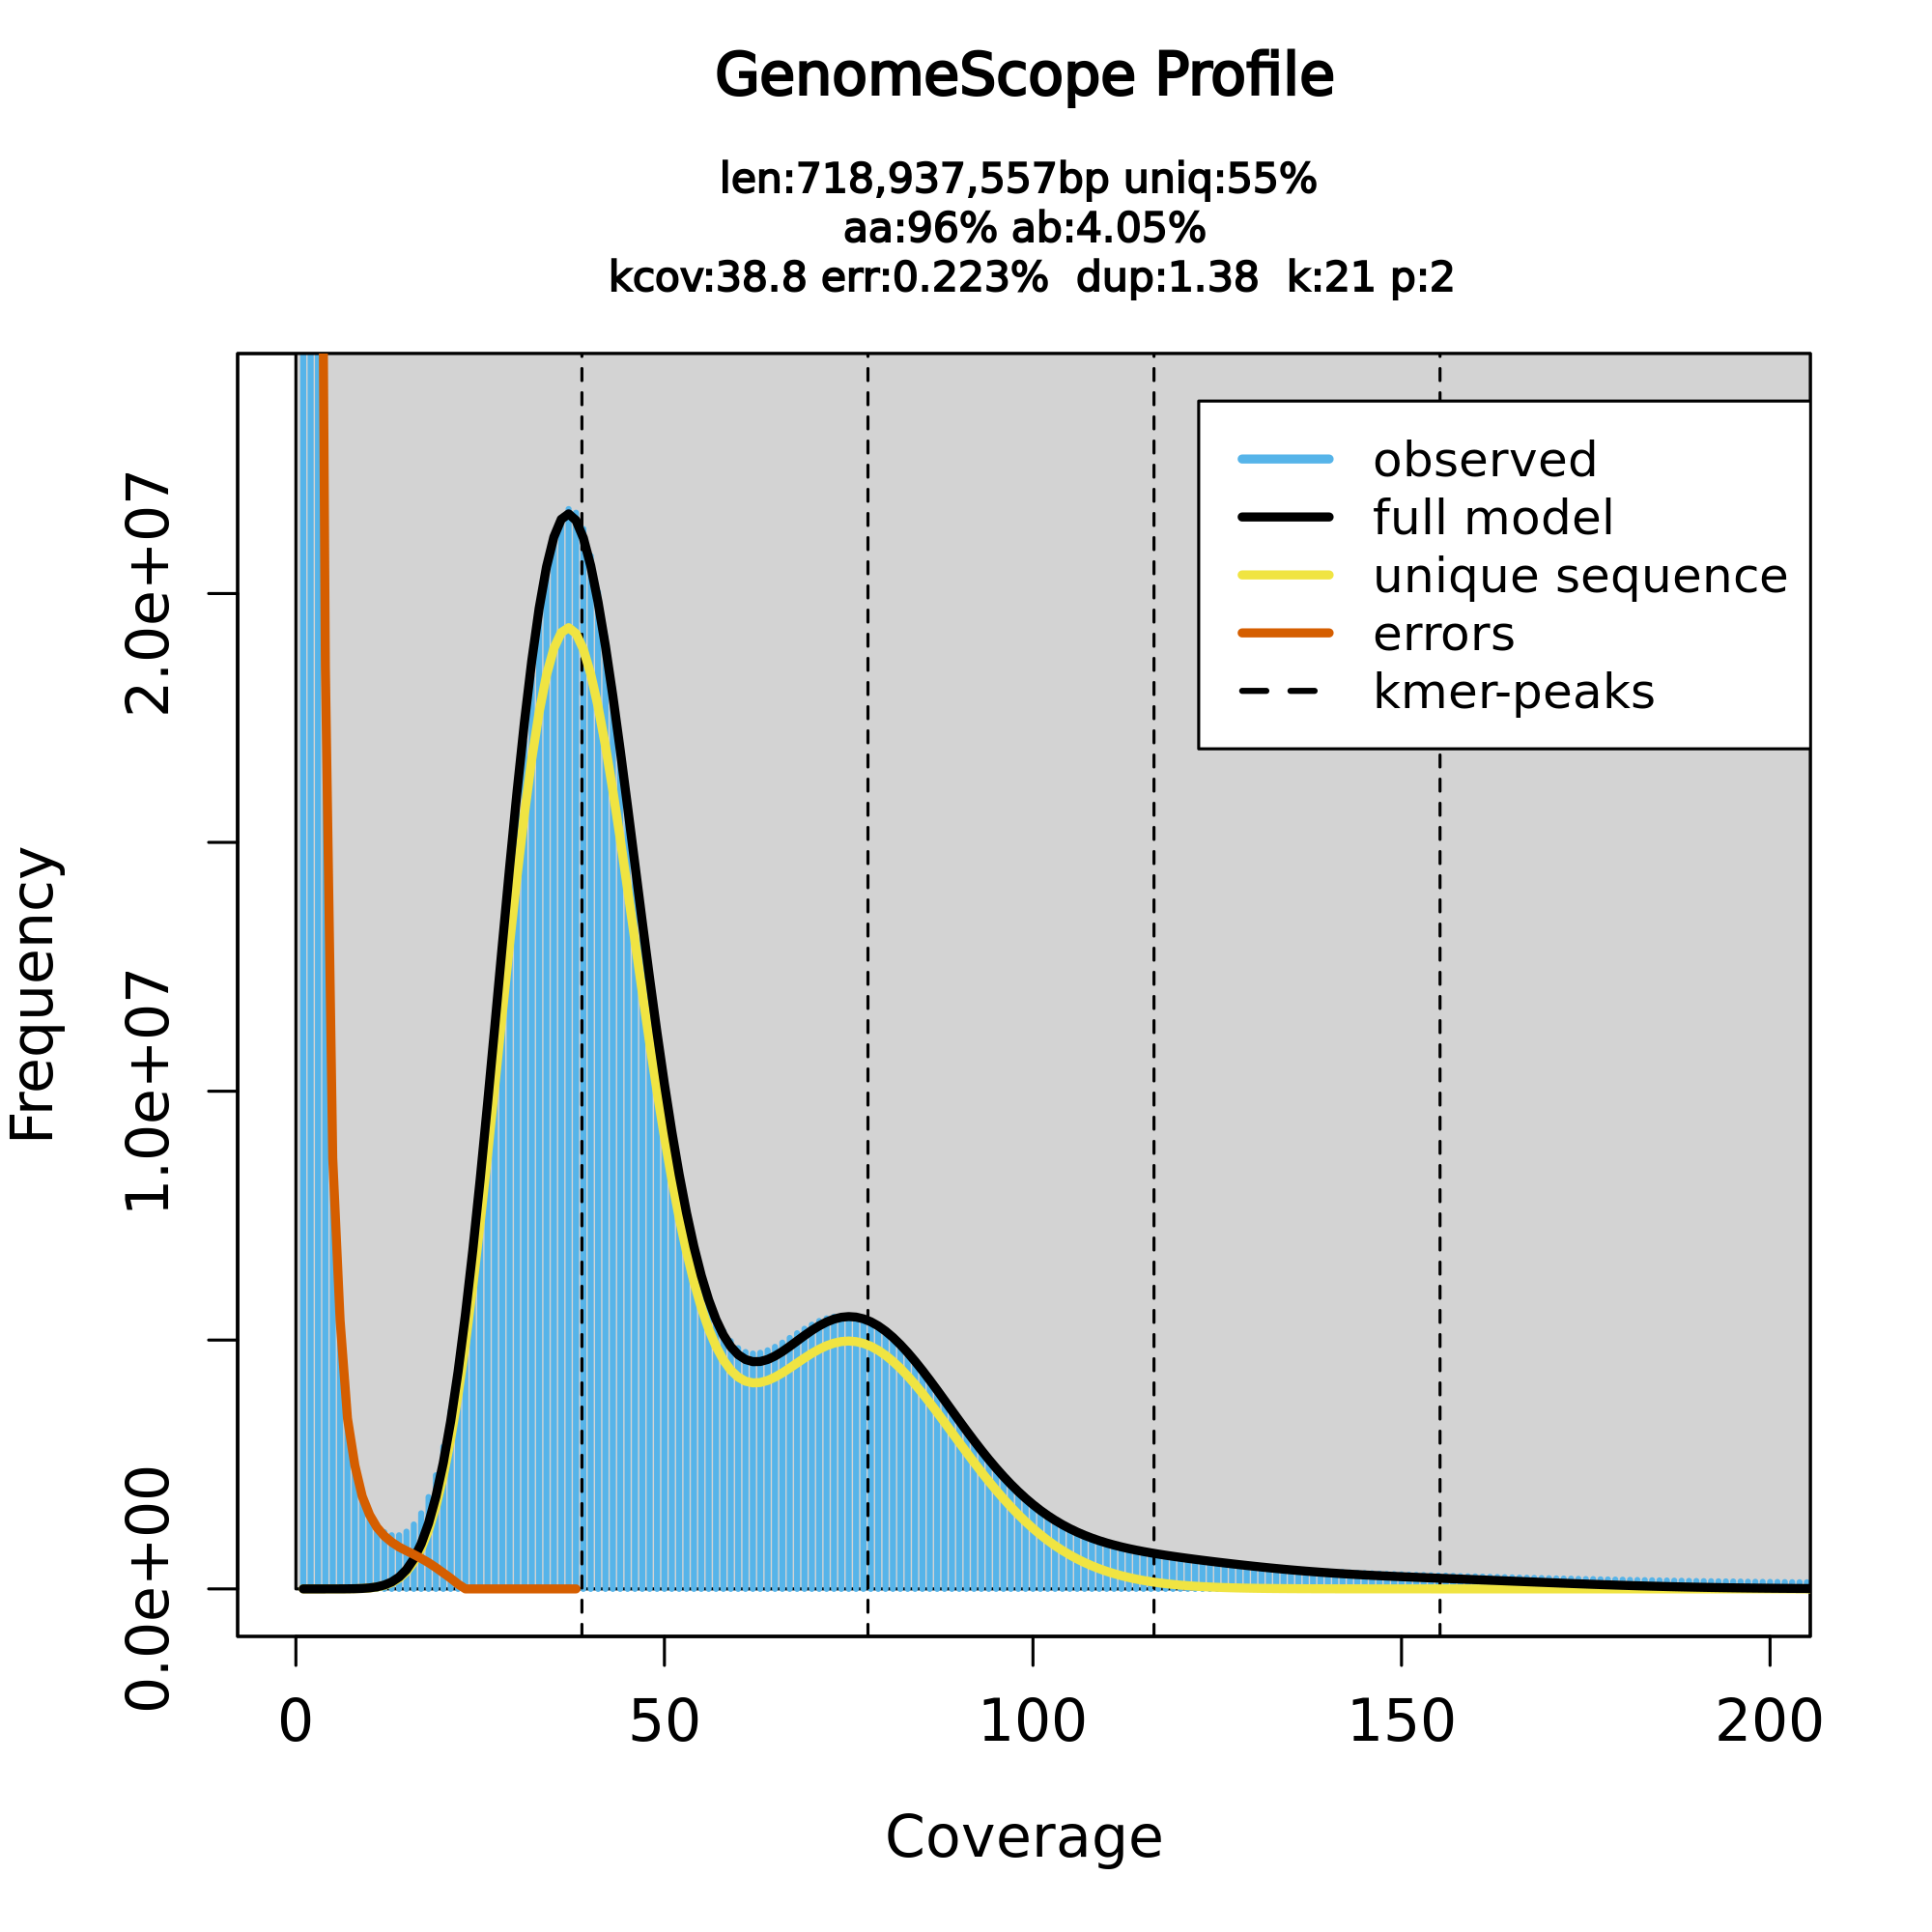 GenomeScope Profile
len:718,937,557bp uniq:55%
aa:96% ab:4.05%
kcov:38.8 err:0.223% dup:1.38 k:21 p:2
observed
full model
unique sequence
errors
kmer-peaks
Frequency
2.0e+07
1.0e+07
0.0e+00
0 50 100 150 200
Coverage